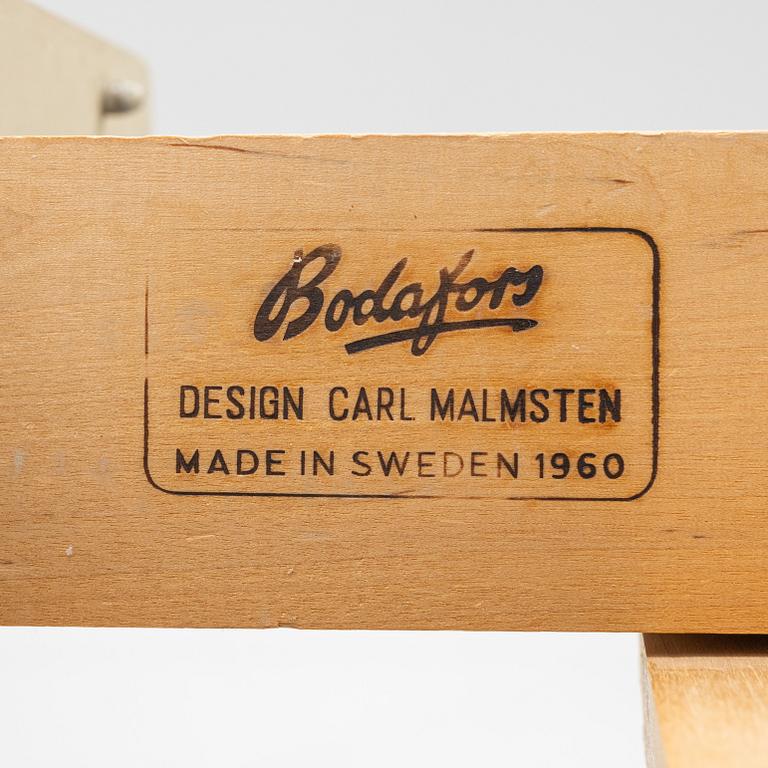 Bodafors
DESIGN CARL MALMSTEN
MADE IN SWEDEN 1960